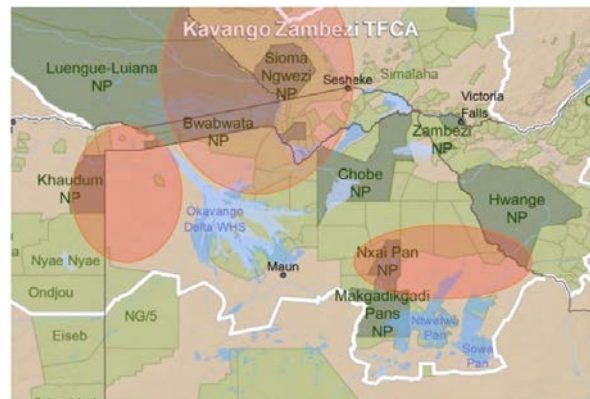 Kavango Zambezi TFCA
Luengue-Luiana
NP
Sioma
Ngwezi
NP
Sesheke
Simalaha
Victoria
Falls
Zambezi
NP
Bwabwata
NP
Khaudum
NP
Chobe
NP
Hwange
NP
Okavango
Delta WHS
Nyae Nyae
Maun
Nxai Pan
NP
Ondjou
Makgadikgadi
Pans
NP
NG/5
Eiseb
Ntwetwe
Pan
Sowa
Pan